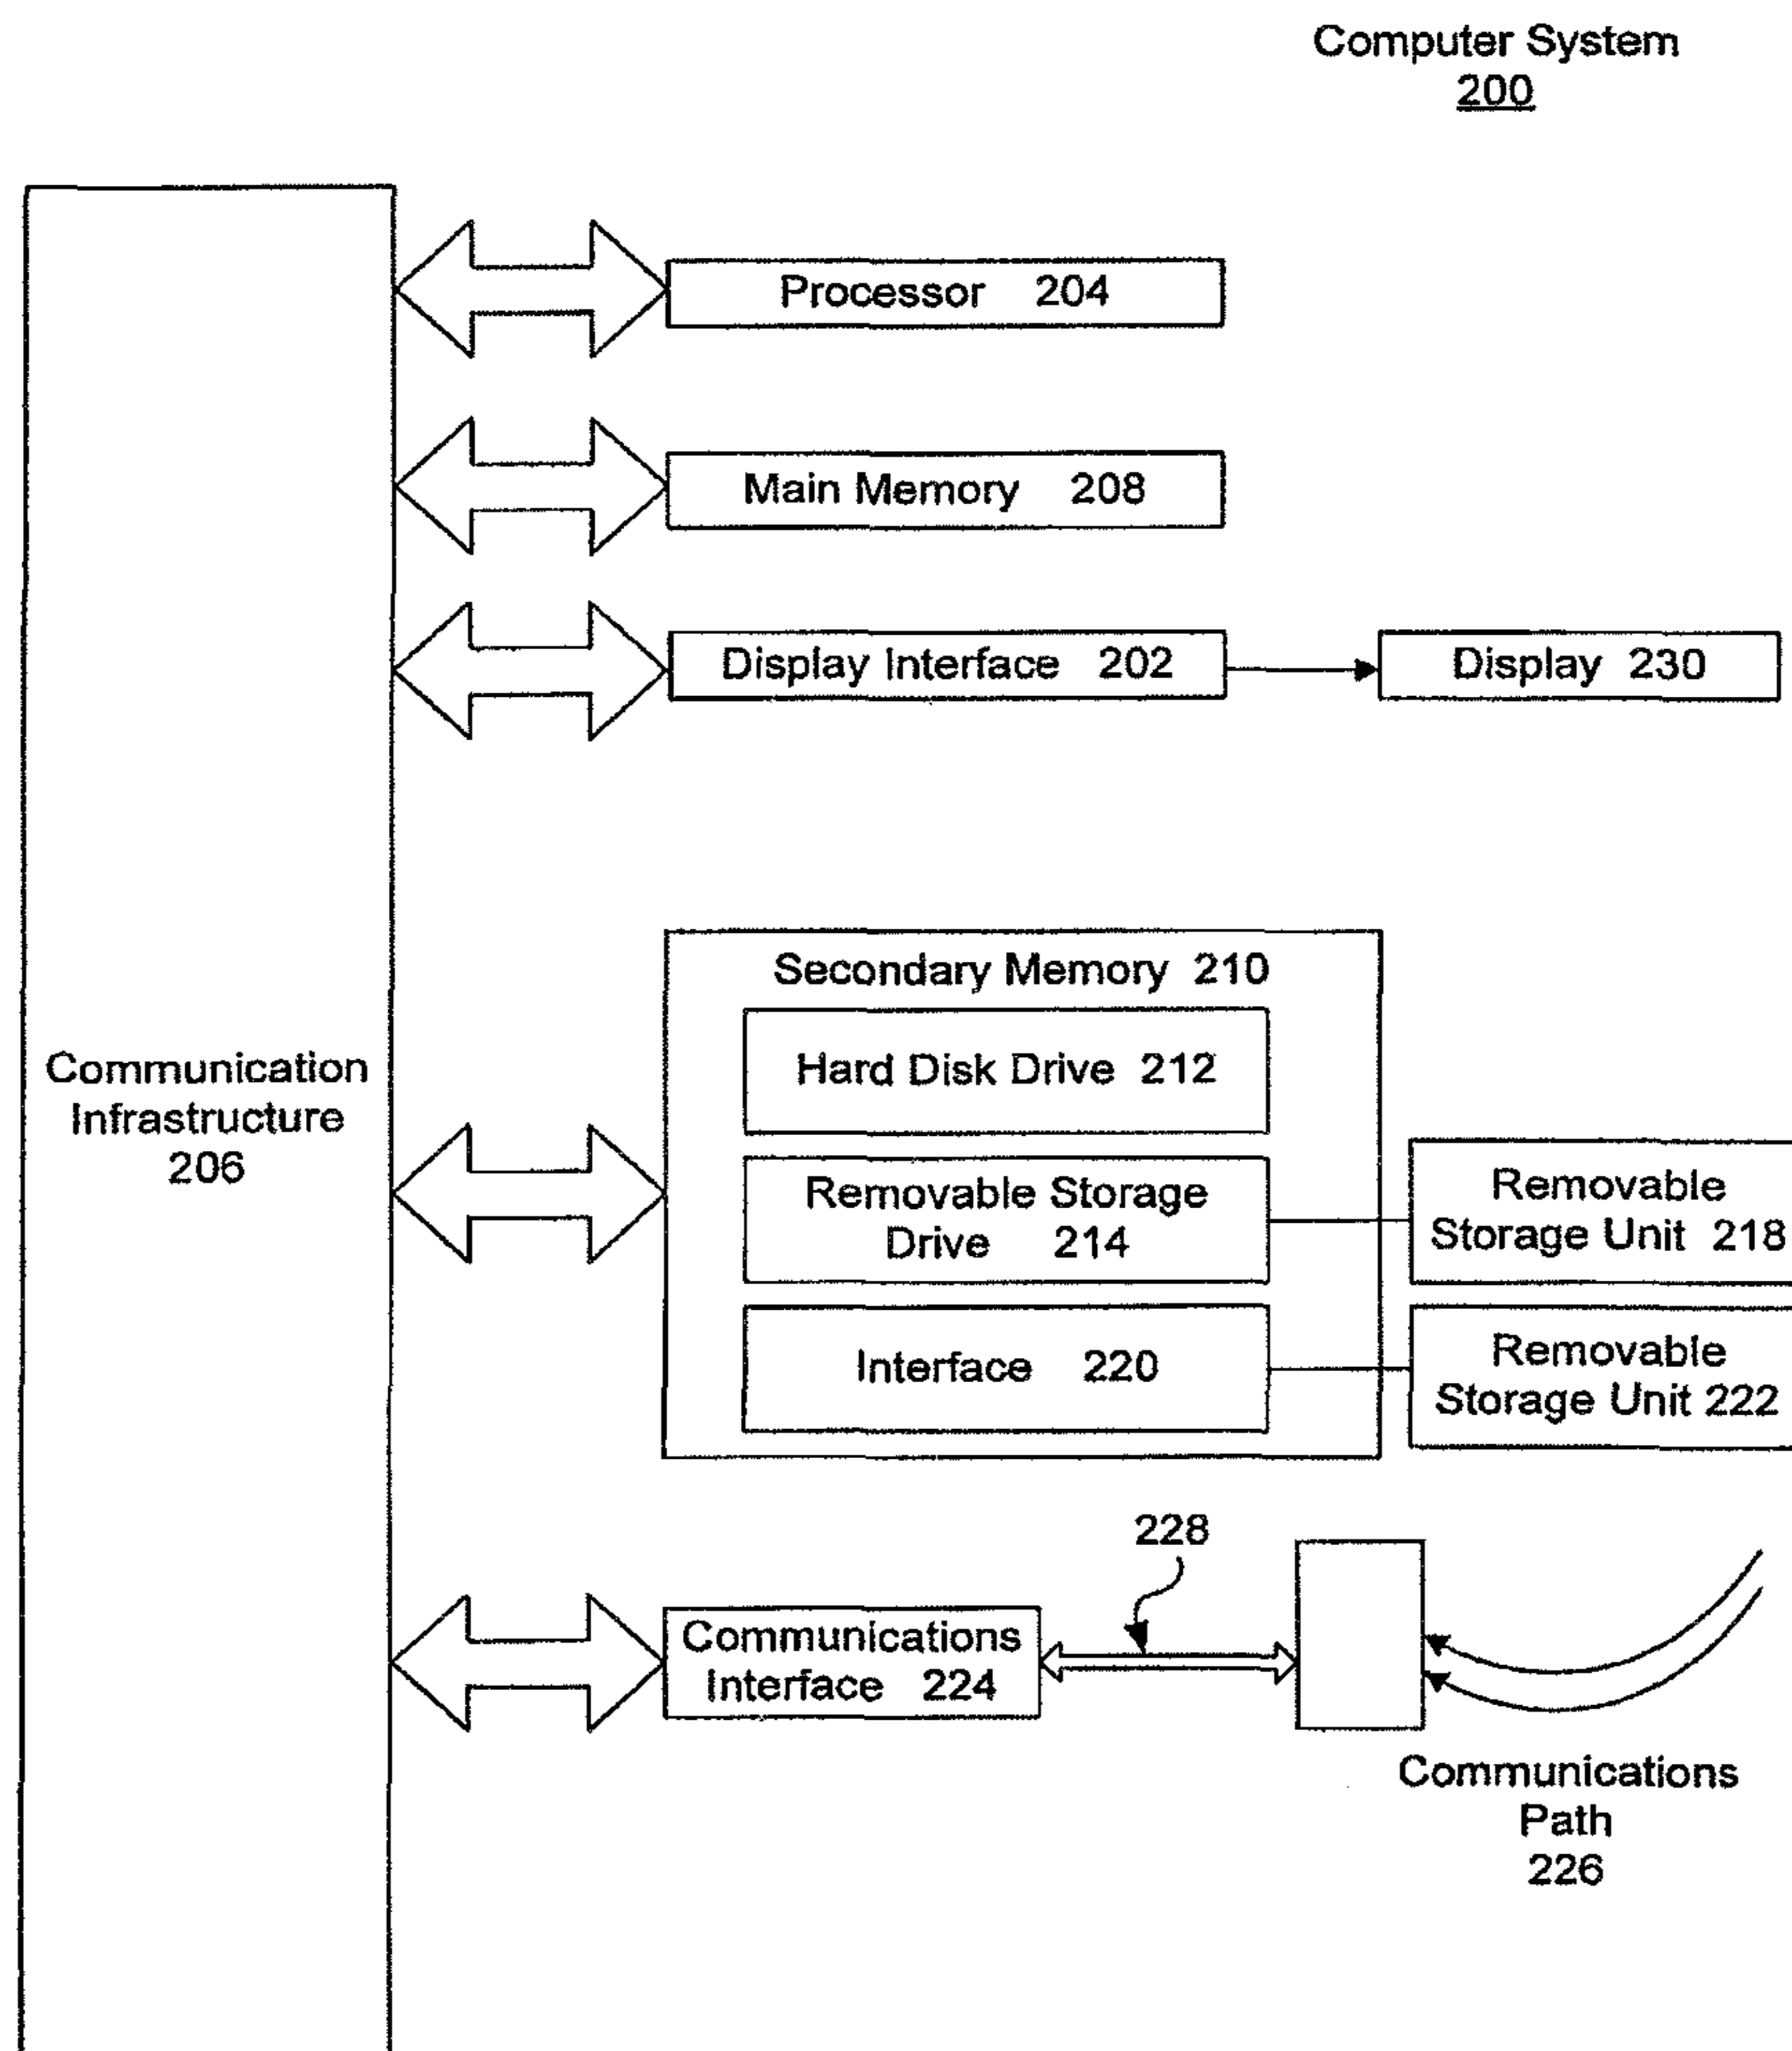 Computer System
200
Processor 204
Main Memory 208
Display Interface 202
Display 230
Secondary Memory 210
Hard Disk Drive 212
Communication
Infrastructure
206
Removable Storage
Drive 214
Removable
Storage Unit 218
Interface 220
Removable
Storage Unit 222
228
Communications
Interface 224
Communications
Path
226